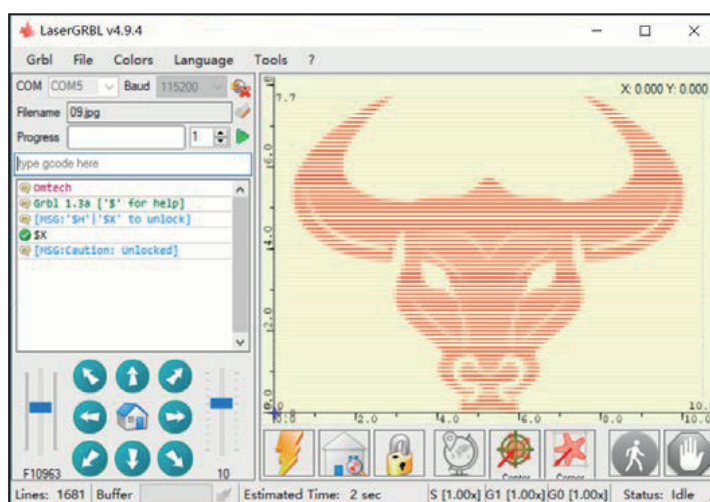 LaserGRBL v4.9.4
Grbl File Colors Language Tools ?
COM COM5 Baud 115200
Filename 09.jpg
Progress 1
type gcode here
Omtech
Grbl 1.3a ['$' for help]
[MSG:'$H'|'$X' to unlock]
$X
[MSG:Caution: Unlocked]
F10963 10
X: 0.000 Y: 0.000
7.7
6.0
4.0
2.0
0.0
0.0 2.0 4.0 6.0 8.0 10.0
10.
Center Corner
Lines: 1681 Buffer Estimated Time: 2 sec S [1.00x] G1 [1.00x] G0 [1.00x] Status: Idle